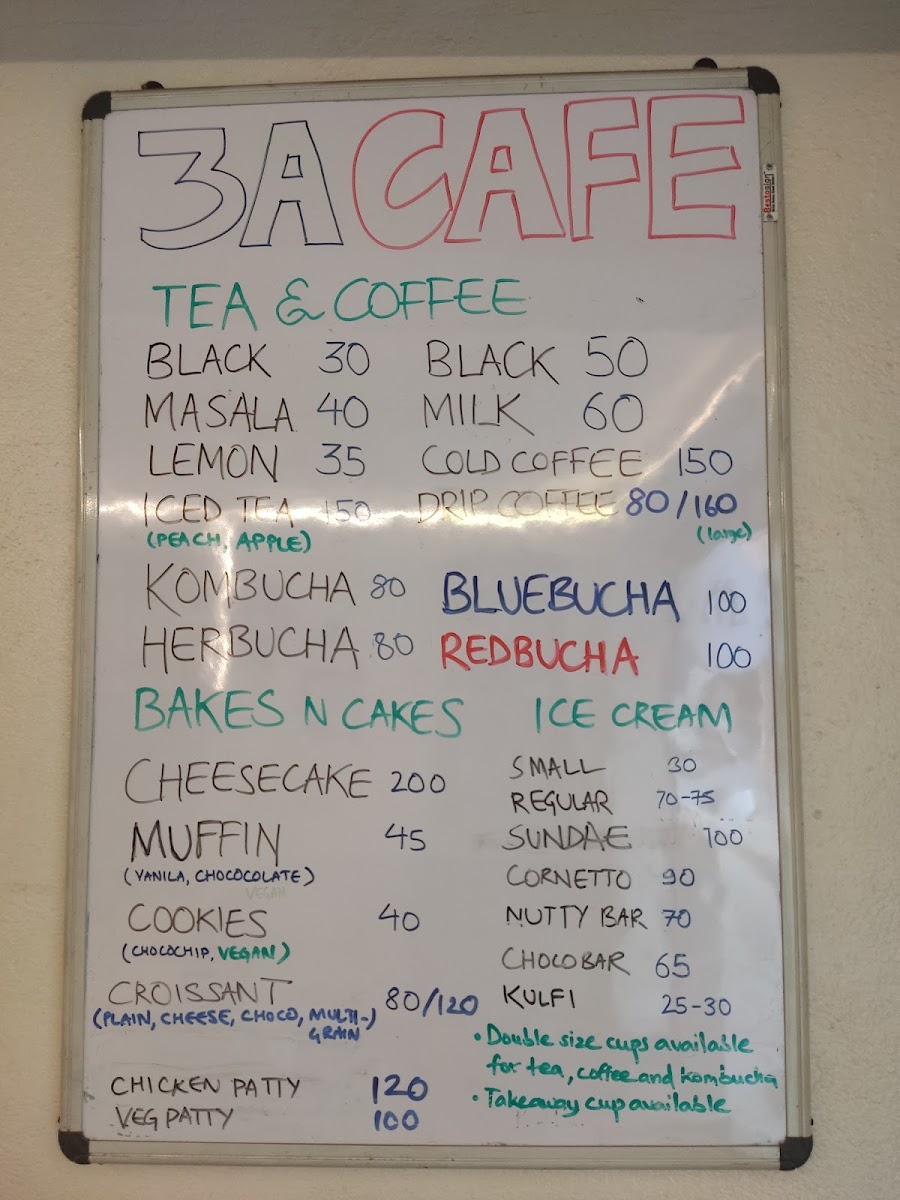 3A CAFE
TEA & COFFEE
BLACK 30 BLACK 50
MASALA 40 MILK 60
LEMON 35 COLD COFFEE 150
ICED TEA 150 DRIP COFFEE 80/160
(PEACH, APPLE) (large)
KOMBUCHA 80 BLUEBUCHA 100
HERBUCHA 80 REDBUCHA 100
BAKES N CAKES ICE CREAM
CHEESECAKE 200 SMALL 30
REGULAR 70-75
MUFFIN 45 SUNDAE 100
(VANILA, CHOCOCOLATE) CORNETTO 90
VEGAN
COOKIES 40 NUTTY BAR 70
(CHOCOCHIP, VEGAN) CHOCOBAR 65
CROISSANT 80/120 KULFI 25-30
(PLAIN, CHEESE, CHOCO, MULTI-)
GRAIN
• Double size cups available
for tea, coffee and kombucha
• Takeaway cup available
CHICKEN PATTY 120
VEG PATTY 100
Bestosign